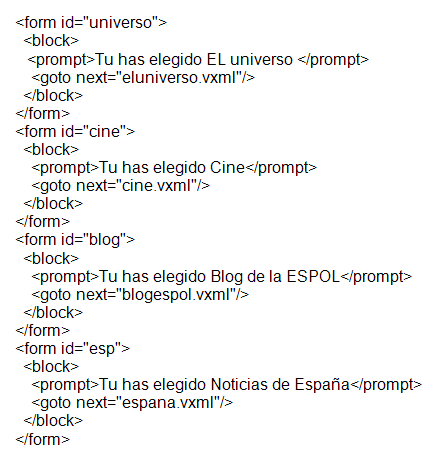 <form id="universo">
<block>
<prompt>Tu has elegido EL universo </prompt>
<goto next="eluniverso.vxml"/>
</block>
</form>
<form id="cine">
<block>
<prompt>Tu has elegido Cine</prompt>
<goto next="cine.vxml"/>
</block>
</form>
<form id="blog">
<block>
<prompt>Tu has elegido Blog de la ESPOL</prompt>
<goto next="blogespol.vxml"/>
</block>
</form>
<form id="esp">
<block>
<prompt>Tu has elegido Noticias de España</prompt>
<goto next="espana.vxml"/>
</block>
</form>